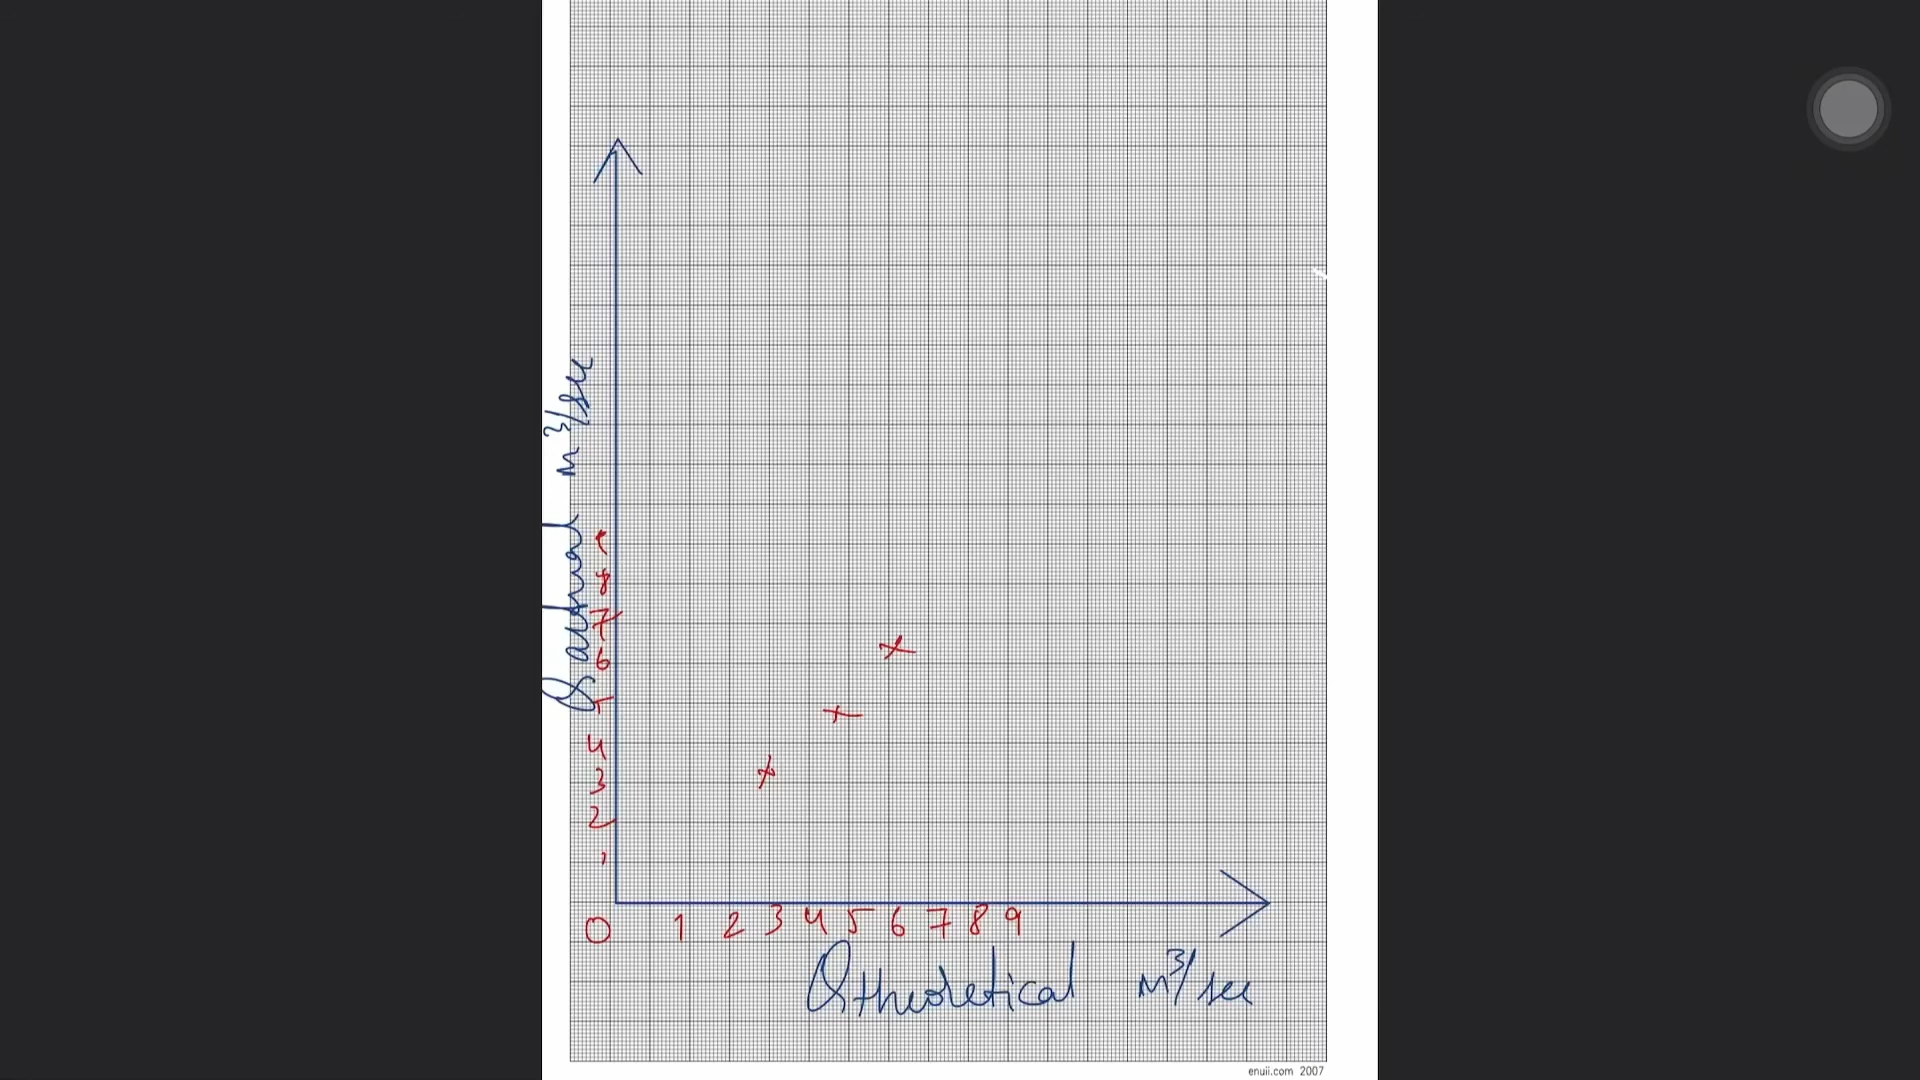 Q actual m³/sec
9
8
7
6
5
4
3
2
1
0 1 2 3 4 5 6 7 8 9
Qtheoretical m³/sec
enuii.com 2007